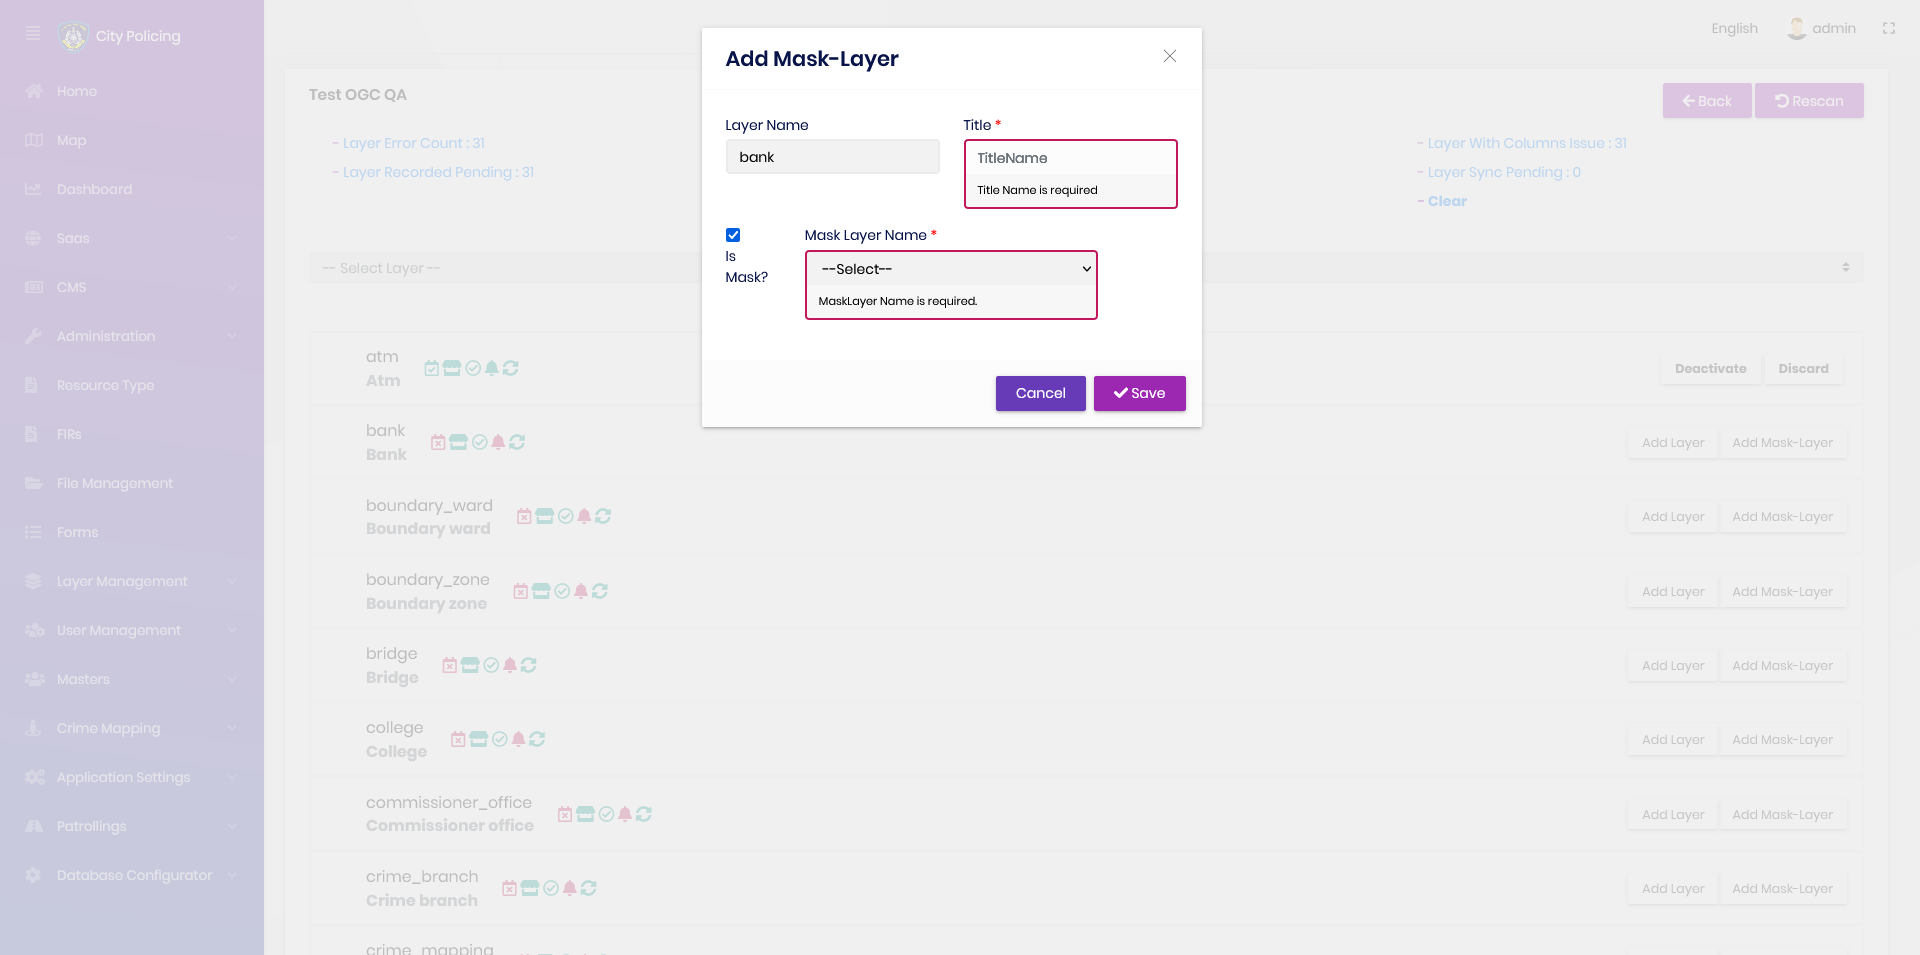 City Policing
Home
Map
Dashboard
Saas
CMS
Administration
Resource Type
FIRs
File Management
Forms
Layer Management
User Management
Masters
Crime Mapping
Application Settings
Patrollings
Database Configurator
English
admin
Test OGC QA
Back
Rescan
- Layer Error Count : 31
- Layer Recorded Pending : 31
- Layer With Columns Issue : 31
- Layer Sync Pending : 0
- Clear
-- Select Layer --
Add Mask-Layer
Layer Name
bank
Title *
TitleName
Title Name is required
Is
Mask?
Mask Layer Name *
--Select--
MaskLayer Name is required.
Cancel
Save
atm
Atm
Deactivate
Discard
bank
Bank
Add Layer
Add Mask-Layer
boundary_ward
Boundary ward
Add Layer
Add Mask-Layer
boundary_zone
Boundary zone
Add Layer
Add Mask-Layer
bridge
Bridge
Add Layer
Add Mask-Layer
college
College
Add Layer
Add Mask-Layer
commissioner_office
Commissioner office
Add Layer
Add Mask-Layer
crime_branch
Crime branch
Add Layer
Add Mask-Layer
crime_mapping